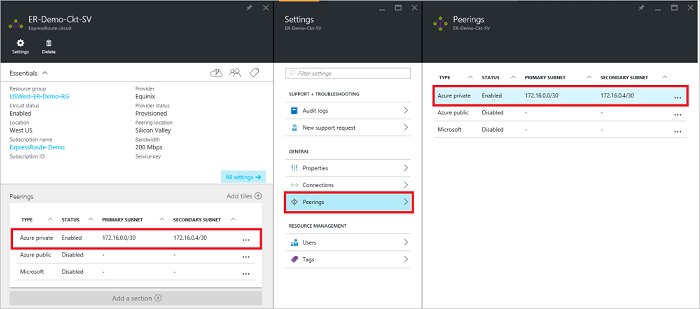 ER-Demo-Ckt-SV
ExpressRoute circuit
Settings
Delete
Essentials
Resource group
USWest-ER-Demo-RG
Circuit status
Enabled
Location
West US
Subscription name
ExpressRoute-Demo
Subscription ID
Provider
Equinix
Provider status
Provisioned
Peering location
Silicon Valley
Bandwidth
200 Mbps
Service key
All settings →
Peerings
Add tiles
TYPE STATUS PRIMARY SUBNET SECONDARY SUBNET
Azure private Enabled 172.16.0.0/30 172.16.0.4/30 ...
Azure public Disabled - - ...
Microsoft Disabled - - ...
Add a section
Settings
ER-Demo-Ckt-SV
Filter settings
SUPPORT + TROUBLESHOOTING
Audit logs
New support request
GENERAL
Properties
Connections
Peerings
RESOURCE MANAGEMENT
Users
Tags
Peerings
ER-Demo-Ckt-SV
TYPE STATUS PRIMARY SUBNET SECONDARY SUBNET
Azure private Enabled 172.16.0.0/30 172.16.0.4/30 ...
Azure public Disabled - - ...
Microsoft Disabled - - ...